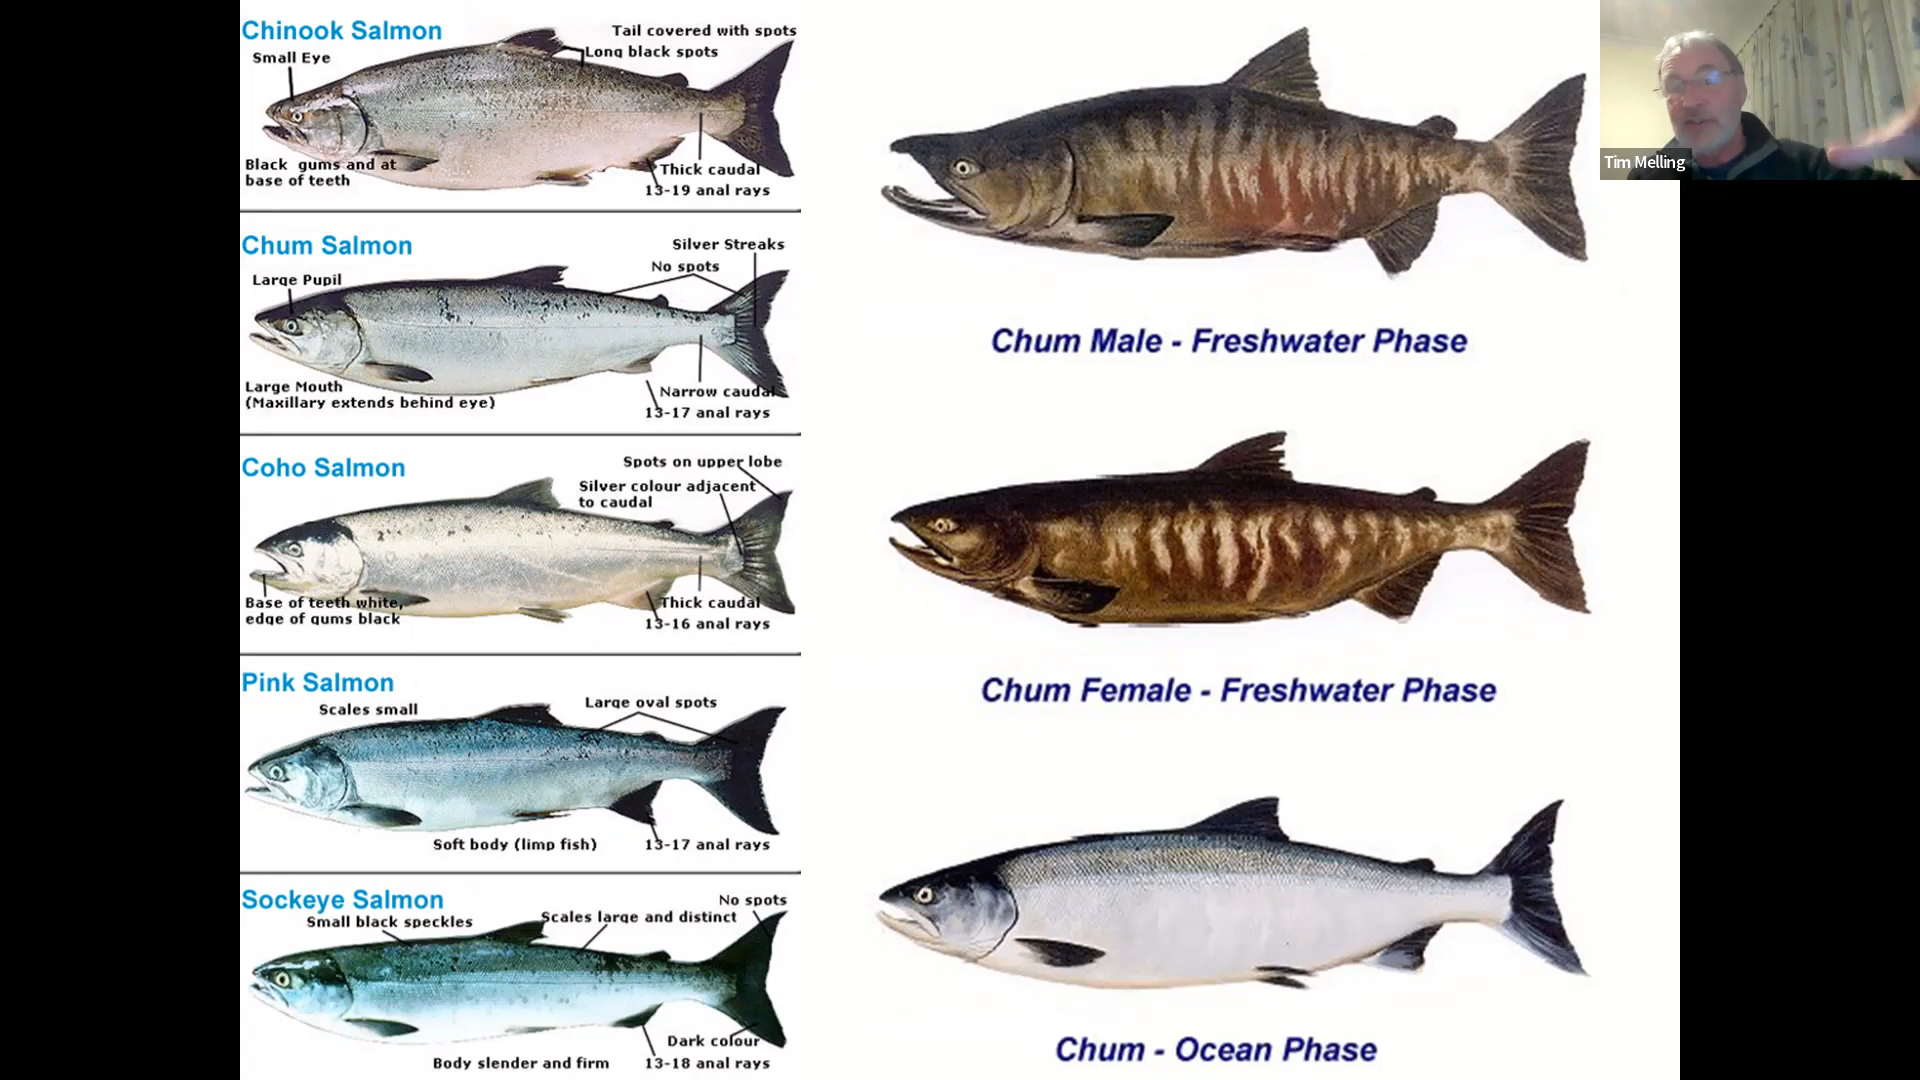 Chinook Salmon
Tail covered with spots
Long black spots
Small Eye
Black gums and at
base of teeth
Thick caudal
13-19 anal rays
Chum Salmon
Silver Streaks
No spots
Large Pupil
Large Mouth
(Maxillary extends behind eye)
Narrow caudal
13-17 anal rays
Coho Salmon
Spots on upper lobe
Silver colour adjacent
to caudal
Base of teeth white,
edge of gums black
Thick caudal
13-16 anal rays
Pink Salmon
Scales small
Large oval spots
Soft body (limp fish)
13-17 anal rays
Sockeye Salmon
No spots
Small black speckles
Scales large and distinct
Dark colour
Body slender and firm
13-18 anal rays
Chum Male - Freshwater Phase
Chum Female - Freshwater Phase
Chum - Ocean Phase
Tim Melling